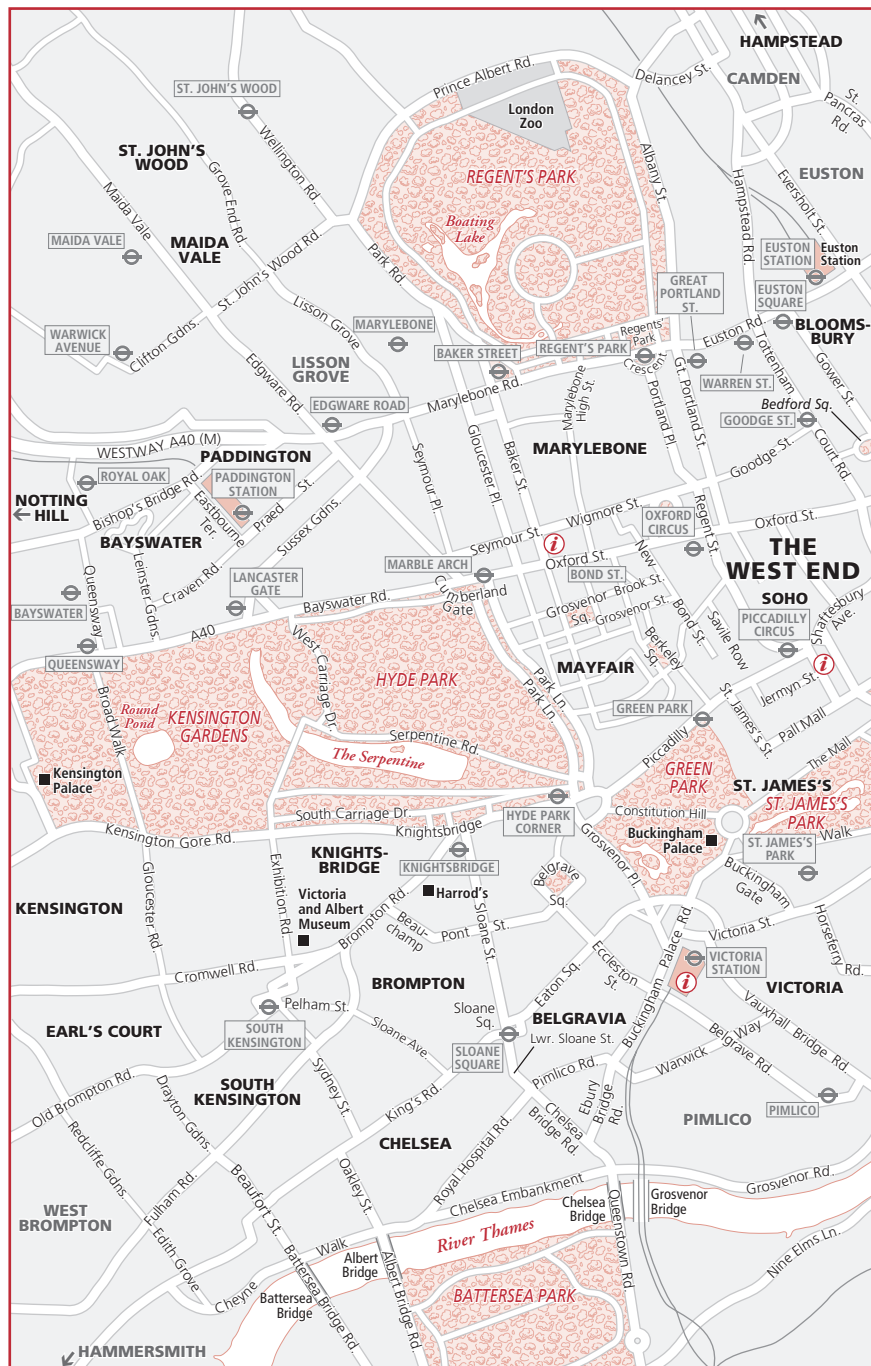 HAMPSTEAD
CAMDEN
Delancey St.
St.
Pancras
Rd.
Prince Albert Rd.
London
Zoo
ST. JOHN'S WOOD
Wellington Rd.
ST. JOHN'S
WOOD
Grove End Rd.
REGENT'S PARK
Albany St.
EUSTON
Hampstead Rd.
Eversholt St.
Maida Vale
MAIDA VALE
MAIDA
VALE
St. John's Wood Rd.
Park Rd.
Boating
Lake
EUSTON
STATION
Euston
Station
GREAT
PORTLAND
ST.
EUSTON
SQUARE
Lisson Grove
MARYLEBONE
WARWICK
AVENUE
Clifton Gdns.
LISSON
GROVE
Edgware Rd.
BAKER STREET
REGENT'S PARK
Regents'
Park
Crescent
Euston Rd.
BLOOMS-
BURY
Tottenham
Court Rd.
WARREN ST.
Gower St.
EDGWARE ROAD
Marylebone Rd.
Marylebone
High St.
Portland Pl.
Gt. Portland St.
Bedford Sq.
GOODGE ST.
WESTWAY A40 (M)
PADDINGTON
Seymour Pl.
Gloucester Pl.
Baker St.
MARYLEBONE
Goodge St.
ROYAL OAK
PADDINGTON
STATION
NOTTING
HILL
Bishop's Bridge Rd.
Eastbourne
Ter.
Praed St.
Sussex Gdns.
Wigmore St.
OXFORD
CIRCUS
Regent St.
BAYSWATER
Seymour St.
i
Oxford St.
Oxford St.
THE
WEST END
Queensway
Leinster Gdns.
Craven Rd.
LANCASTER
GATE
MARBLE ARCH
Cumberland
Gate
BOND ST.
New
Bond St.
SOHO
BAYSWATER
Bayswater Rd.
Grosvenor
Sq.
Brook St.
Grosvenor St.
Savile Row
PICCADILLY
CIRCUS
Shaftesbury
Ave.
A40
QUEENSWAY
West Carriage Dr.
Berkeley
Sq.
MAYFAIR
i
HYDE PARK
Park Ln.
Park Ln.
Jermyn St.
Broad Walk
Round
Pond
KENSINGTON
GARDENS
GREEN PARK
St. James's St.
Pall Mall
Serpentine Rd.
The Serpentine
Piccadilly
The Mall
Kensington
Palace
GREEN
PARK
ST. JAMES'S
ST. JAMES'S
PARK
South Carriage Dr.
HYDE PARK
CORNER
Constitution Hill
Walk
Kensington Gore Rd.
Knightsbridge
Grosvenor Pl.
Buckingham
Palace
ST. JAMES'S
PARK
KNIGHTS-
BRIDGE
KNIGHTSBRIDGE
Belgrave
Sq.
Buckingham
Gate
Gloucester Rd.
Exhibition Rd.
Harrod's
KENSINGTON
Victoria
and Albert
Museum
Brompton Rd.
Beau-
champ
Sloane St.
Pont St.
Victoria St.
Horseferry
Rd.
Cromwell Rd.
Eccleston
St.
Buckingham Palace Rd.
VICTORIA
STATION
i
BROMPTON
Eaton Sq.
VICTORIA
Pelham St.
Sloane
Sq.
BELGRAVIA
Vauxhall Bridge Rd.
EARL'S COURT
SOUTH
KENSINGTON
Sloane Ave.
SLOANE
SQUARE
Lwr. Sloane St.
Warwick Way
Belgrave Rd.
Old Brompton Rd.
SOUTH
KENSINGTON
Sydney St.
King's Rd.
Pimlico Rd.
Ebury
Bridge
Rd.
PIMLICO
PIMLICO
Drayton Gdns.
Redcliffe Gdns.
CHELSEA
Royal Hospital Rd.
Chelsea
Bridge Rd.
WEST
BROMPTON
Fulham Rd.
Beaufort St.
Oakley St.
Chelsea Embankment
Grosvenor Rd.
Chelsea
Bridge
Grosvenor
Bridge
Edith Grove
River Thames
Queenstown Rd.
Cheyne Walk
Albert
Bridge
Nine Elms Ln.
Battersea
Bridge
Battersea Bridge Rd.
Albert Bridge Rd.
BATTERSEA PARK
HAMMERSMITH